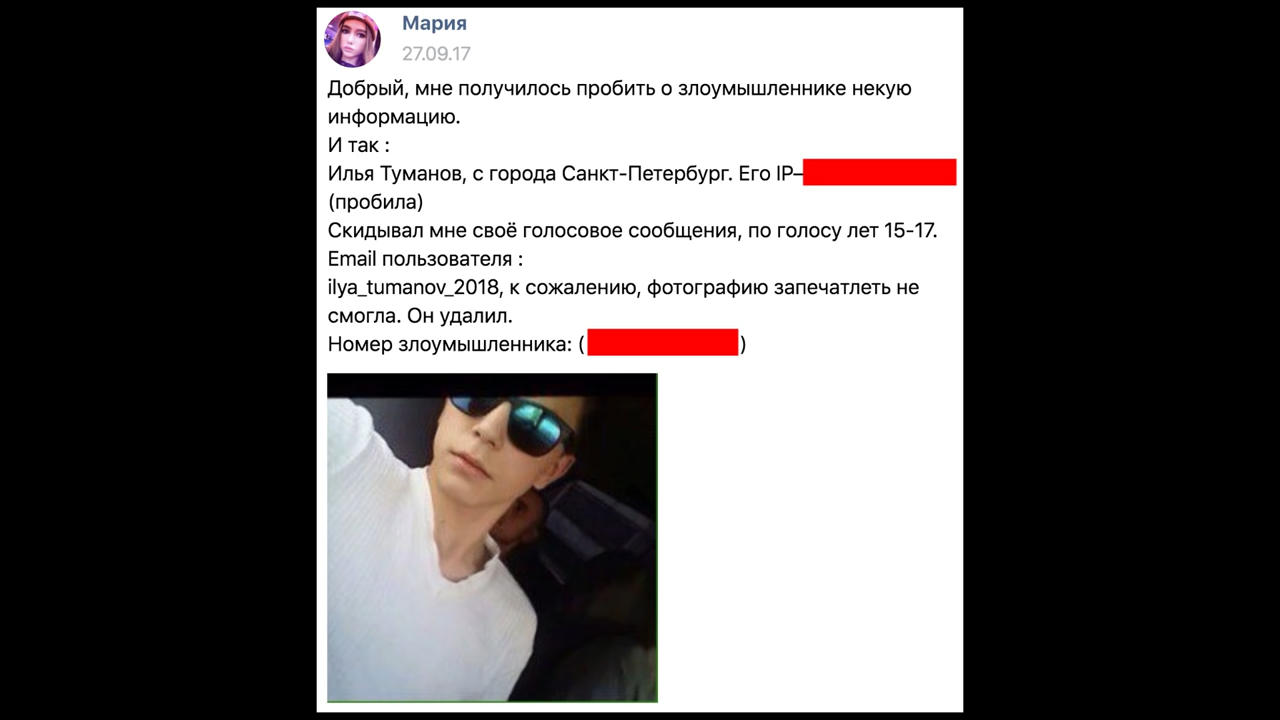 Мария
27.09.17
Добрый, мне получилось пробить о злоумышленнике некую
информацию.
И так :
Илья Туманов, с города Санкт-Петербург. Его IP–
(пробила)
Скидывал мне своё голосовое сообщения, по голосу лет 15-17.
Email пользователя :
ilya_tumanov_2018, к сожалению, фотографию запечатлеть не
смогла. Он удалил.
Номер злоумышленника: ( )